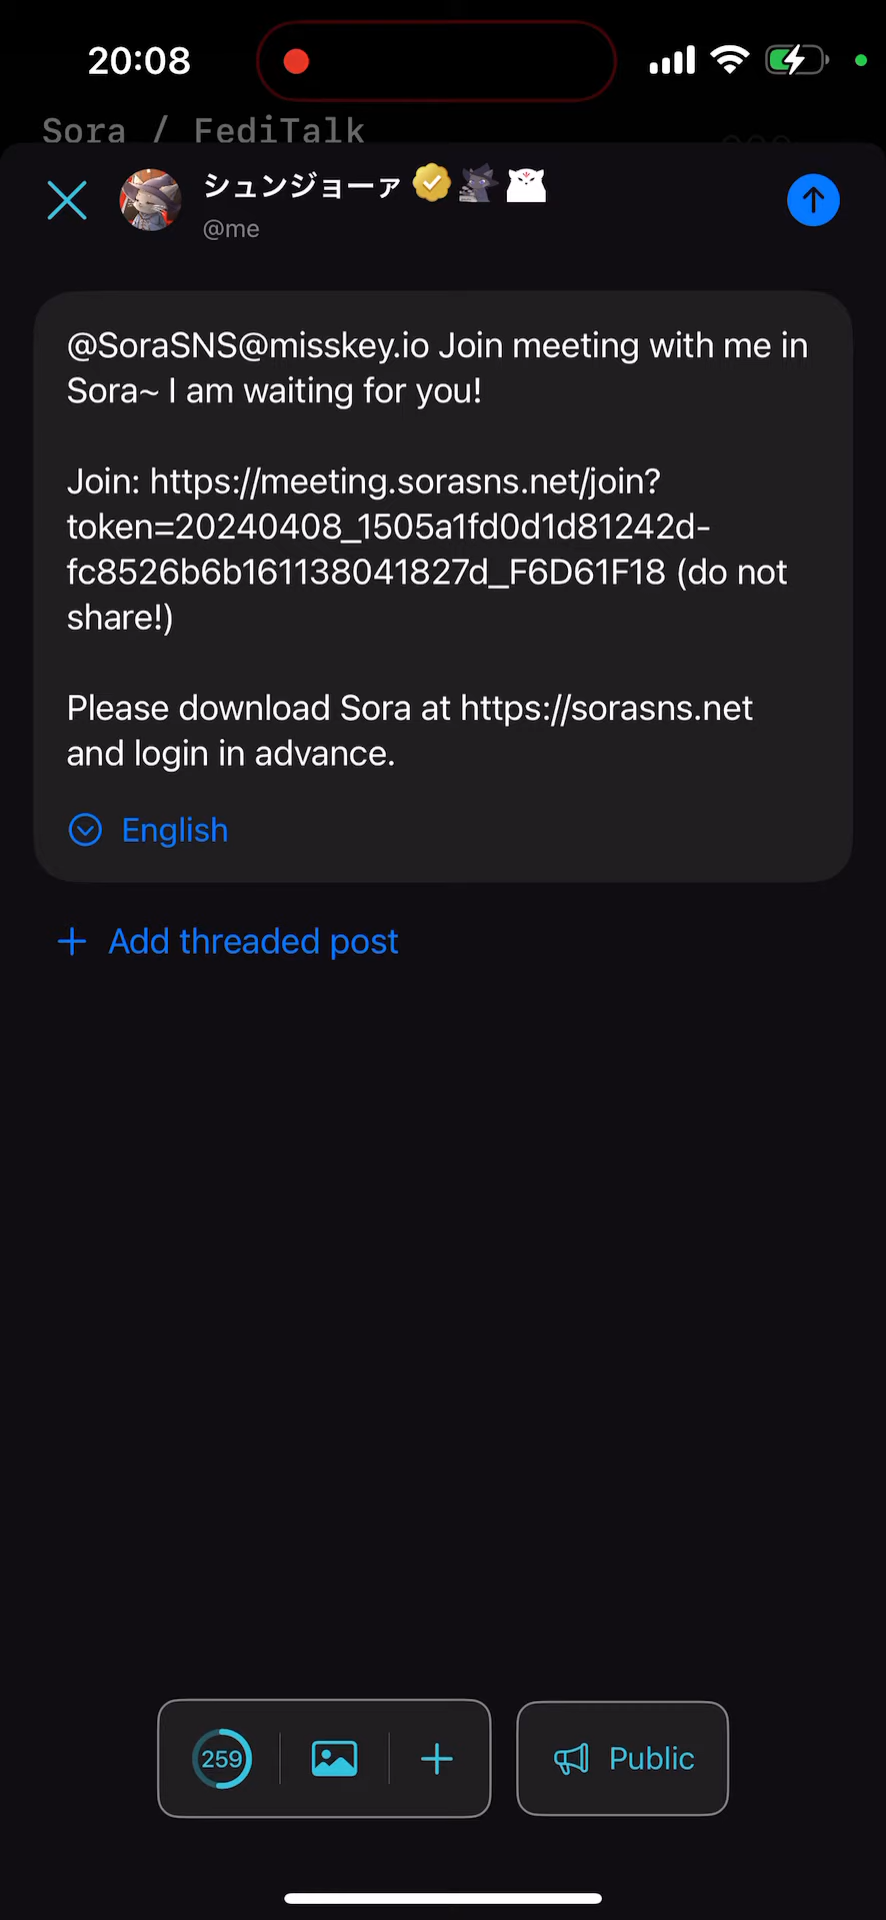 20:08
Sora / FediTalk
シュンジョーァ
@me
@SoraSNS@misskey.io Join meeting with me in
Sora~ I am waiting for you!
Join: https://meeting.sorasns.net/join?
token=20240408_1505a1fd0d1d81242d-
fc8526b6b161138041827d_F6D61F18 (do not
share!)
Please download Sora at https://sorasns.net
and login in advance.
English
Add threaded post
259
Public